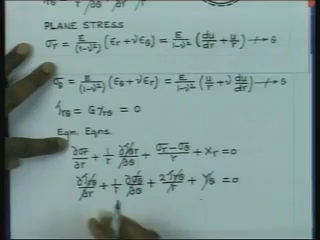 PLANE STRESS
σr = E/(1-ν²) (εr + νεθ) = E/(1-ν²) (du/dr + ν u/r) → 5
σθ = E/(1-ν²) (εθ + νεr) = E/(1-ν²) (u/r + ν du/dr) → 6
τrθ = Gγrθ = 0
Eqm. Eqns.
∂σr/∂r + 1/r ∂τrθ/∂θ + (σr - σθ)/r + Xr = 0
∂τrθ/∂r + 1/r ∂σθ/∂θ + 2τrθ/r + Yθ = 0